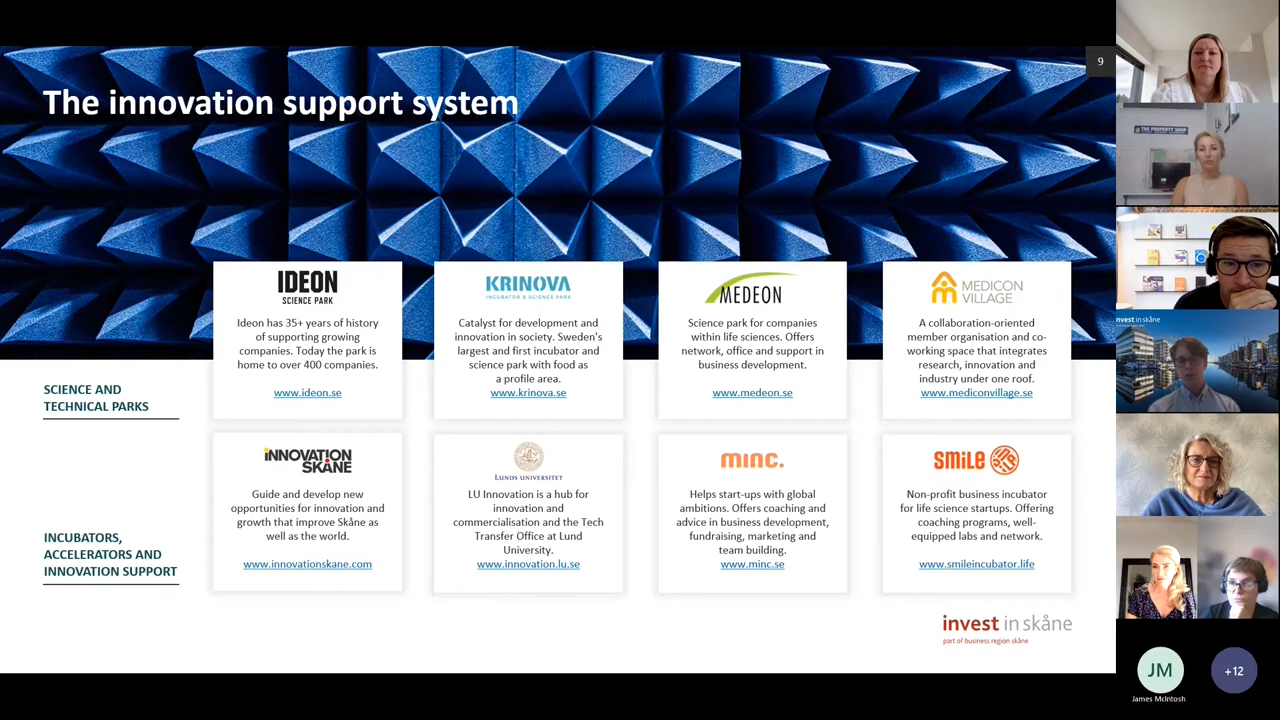 The innovation support system
9
SCIENCE AND
TECHNICAL PARKS
IDEON
SCIENCE PARK
Ideon has 35+ years of history
of supporting growing
companies. Today the park is
home to over 400 companies.
www.ideon.se
KRINOVA
INCUBATOR & SCIENCE PARK
Catalyst for development and
innovation in society. Sweden's
largest and first incubator and
science park with food as
a profile area.
www.krinova.se
MEDEON
Science park for companies
within life sciences. Offers
network, office and support in
business development.
www.medeon.se
MEDICON
VILLAGE
A collaboration-oriented
member organisation and co-
working space that integrates
research, innovation and
industry under one roof.
www.mediconvillage.se
INCUBATORS,
ACCELERATORS AND
INNOVATION SUPPORT
INNOVATION
SKÅNE
Guide and develop new
opportunities for innovation and
growth that improve Skåne as
well as the world.
www.innovationskane.com
LUNDS UNIVERSITET
LU Innovation is a hub for
innovation and
commercialisation and the Tech
Transfer Office at Lund
University.
www.innovation.lu.se
minc.
Helps start-ups with global
ambitions. Offers coaching and
advice in business development,
fundraising, marketing and
team building.
www.minc.se
SMiLE
Non-profit business incubator
for life science startups. Offering
coaching programs, well-
equipped labs and network.
www.smileincubator.life
invest in skåne
part of business region skåne
THE PROPERTY SHOP
invest in skåne
JM
James McIntosh
+12